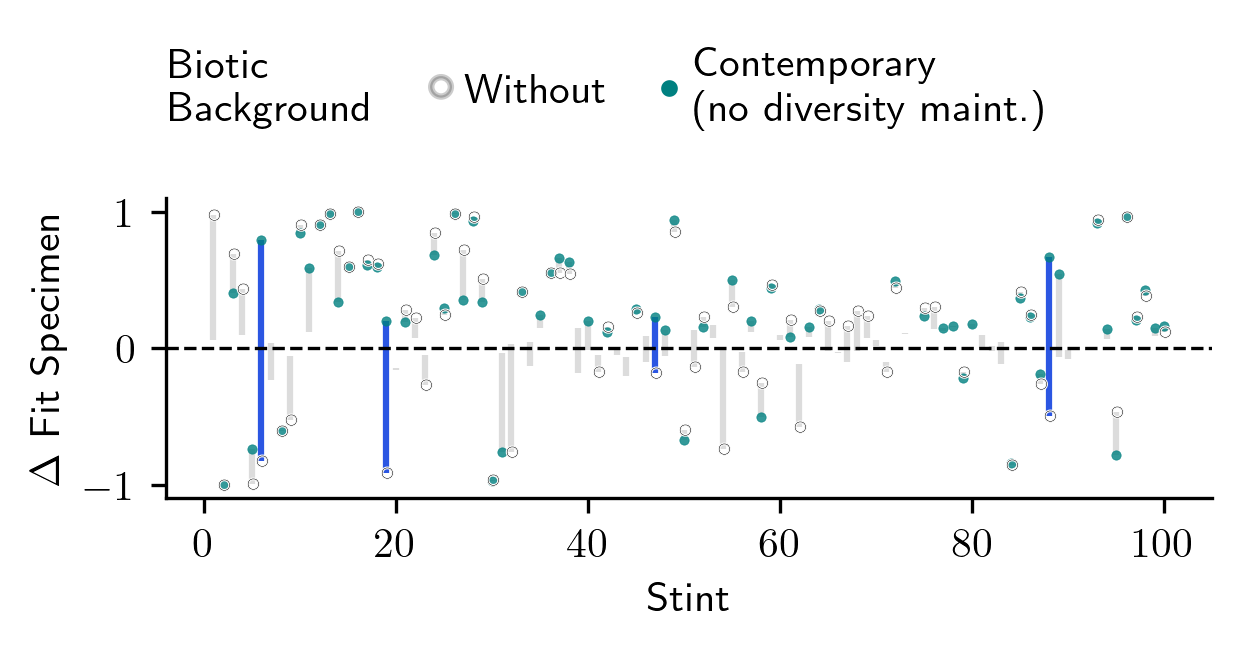 Biotic
Background
Without
Contemporary
(no diversity maint.)
Δ Fit Specimen
1
0
−1
0 20 40 60 80 100
Stint